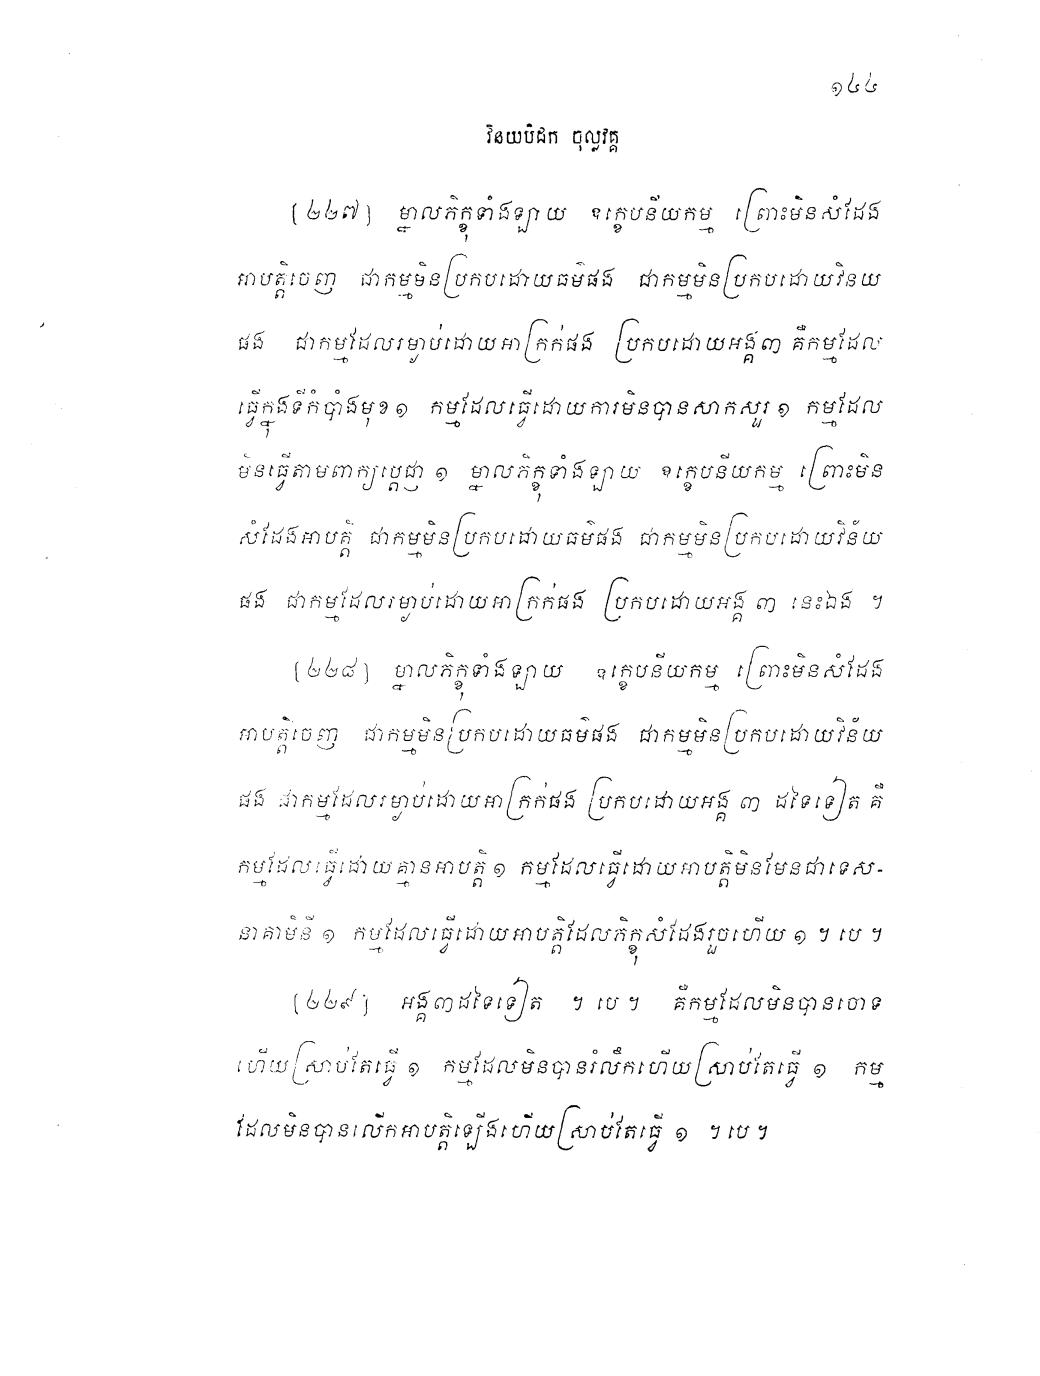 ១៤៤
វិនយបិដក ចុល្លវគ្គ
[២២៧] ម្នាលភិក្ខុទាំងឡាយ ឧក្ខេបនីយកម្ម ព្រោះមិនសំដែង
អាបត្តិចេញ ជាកម្មមិនប្រកបដោយធម៌ផង ជាកម្មមិនប្រកបដោយវិនយ
ផង ជាកម្មដែលរម្ងាប់ដោយអាក្រក់ផង ប្រកបដោយអង្គ៣ គឺកម្មដែល
ធ្វើក្នុងទីកំបាំងមុខ១ កម្មដែលធ្វើដោយការមិនបានសាកសួរ ១ កម្មដែល
មិនធ្វើតាមពាក្យប្តេជ្ញា ១ ម្នាលភិក្ខុទាំងឡាយ ឧក្ខេបនីយកម្ម ព្រោះមិន
សំដែងអាបត្តិ ជាកម្មមិនប្រកបដោយធម៌ផង ជាកម្មមិនប្រកបដោយវិន័យ
ផង ជាកម្មដែលរម្ងាប់ដោយអាក្រក់ផង ប្រកបដោយអង្គ ៣ នេះឯង ។
[២២៨] ម្នាលភិក្ខុទាំងឡាយ ឧក្ខេបនីយកម្ម ព្រោះមិនសំដែង
អាបត្តិចេញ ជាកម្មមិនប្រកបដោយធម៌ផង ជាកម្មមិនប្រកបដោយវិន័យ
ផង ជាកម្មដែលរម្ងាប់ដោយអាក្រក់ផង ប្រកបដោយអង្គ ៣ ដទៃទៀត គឺ
កម្មដែលធ្វើដោយគ្មានអាបត្តិ ១ កម្មដែលធ្វើដោយអាបត្តិមិនមែនជាទេស-
នាគាមិនី ១ កម្មដែលធ្វើដោយអាបត្តិដែលភិក្ខុសំដែងរួចហើយ ១ ។ បេ ។
[២២៩] អង្គ៣ដទៃទៀត ។ បេ ។ គឺកម្មដែលមិនបានចោទ
ហើយស្រាប់តែធ្វើ ១ កម្មដែលមិនបានរំលឹកហើយស្រាប់តែធ្វើ ១ កម្ម
ដែលមិនបានលើកអាបត្តិឡើងហើយស្រាប់តែធ្វើ ១ ។ បេ ។